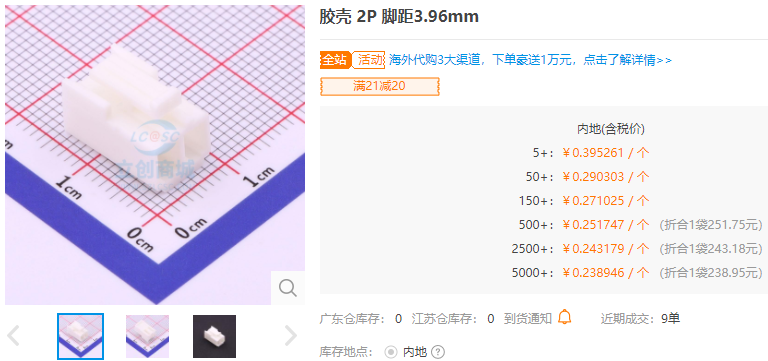 胶壳 2P 脚距3.96mm
全站 活动 海外代购3大渠道，下单豪送1万元，点击了解详情>>
满21减20
内地(含税价)
5+: ￥0.395261 / 个
50+: ￥0.290303 / 个
150+: ￥0.271025 / 个
500+: ￥0.251747 / 个 (折合1袋251.75元)
2500+: ￥0.243179 / 个 (折合1袋243.18元)
5000+: ￥0.238946 / 个 (折合1袋238.95元)
广东仓库存: 0 江苏仓库存: 0 到货通知 近期成交: 9单
库存地点: 内地 ?
LCSC
立创商城
1cm
1cm
0cm
0cm